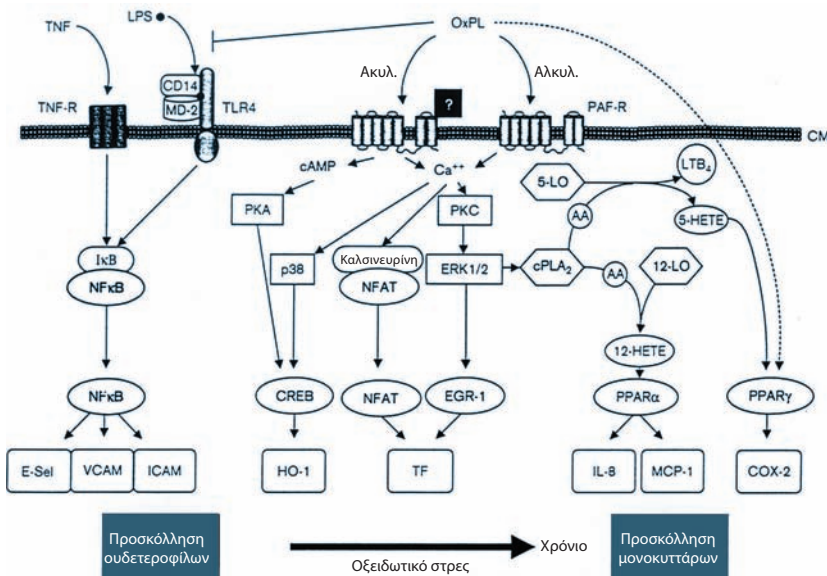 TNF
LPS
OxPL
Ακυλ.
Αλκυλ.
CD14
MD-2
TNF-R
TLR4
?
PAF-R
CM
cAMP
Ca++
5-LO
LTB4
PKA
PKC
AA
5-HETE
IκB
NFκB
p38
Καλσινευρίνη
NFAT
ERK1/2
cPLA2
AA
12-LO
12-HETE
NFκB
CREB
NFAT
EGR-1
PPARα
PPARγ
E-Sel
VCAM
ICAM
HO-1
TF
IL-8
MCP-1
COX-2
Προσκόλληση
ουδετεροφίλων
Οξειδωτικό στρες
Χρόνιο
Προσκόλληση
μονοκυττάρων